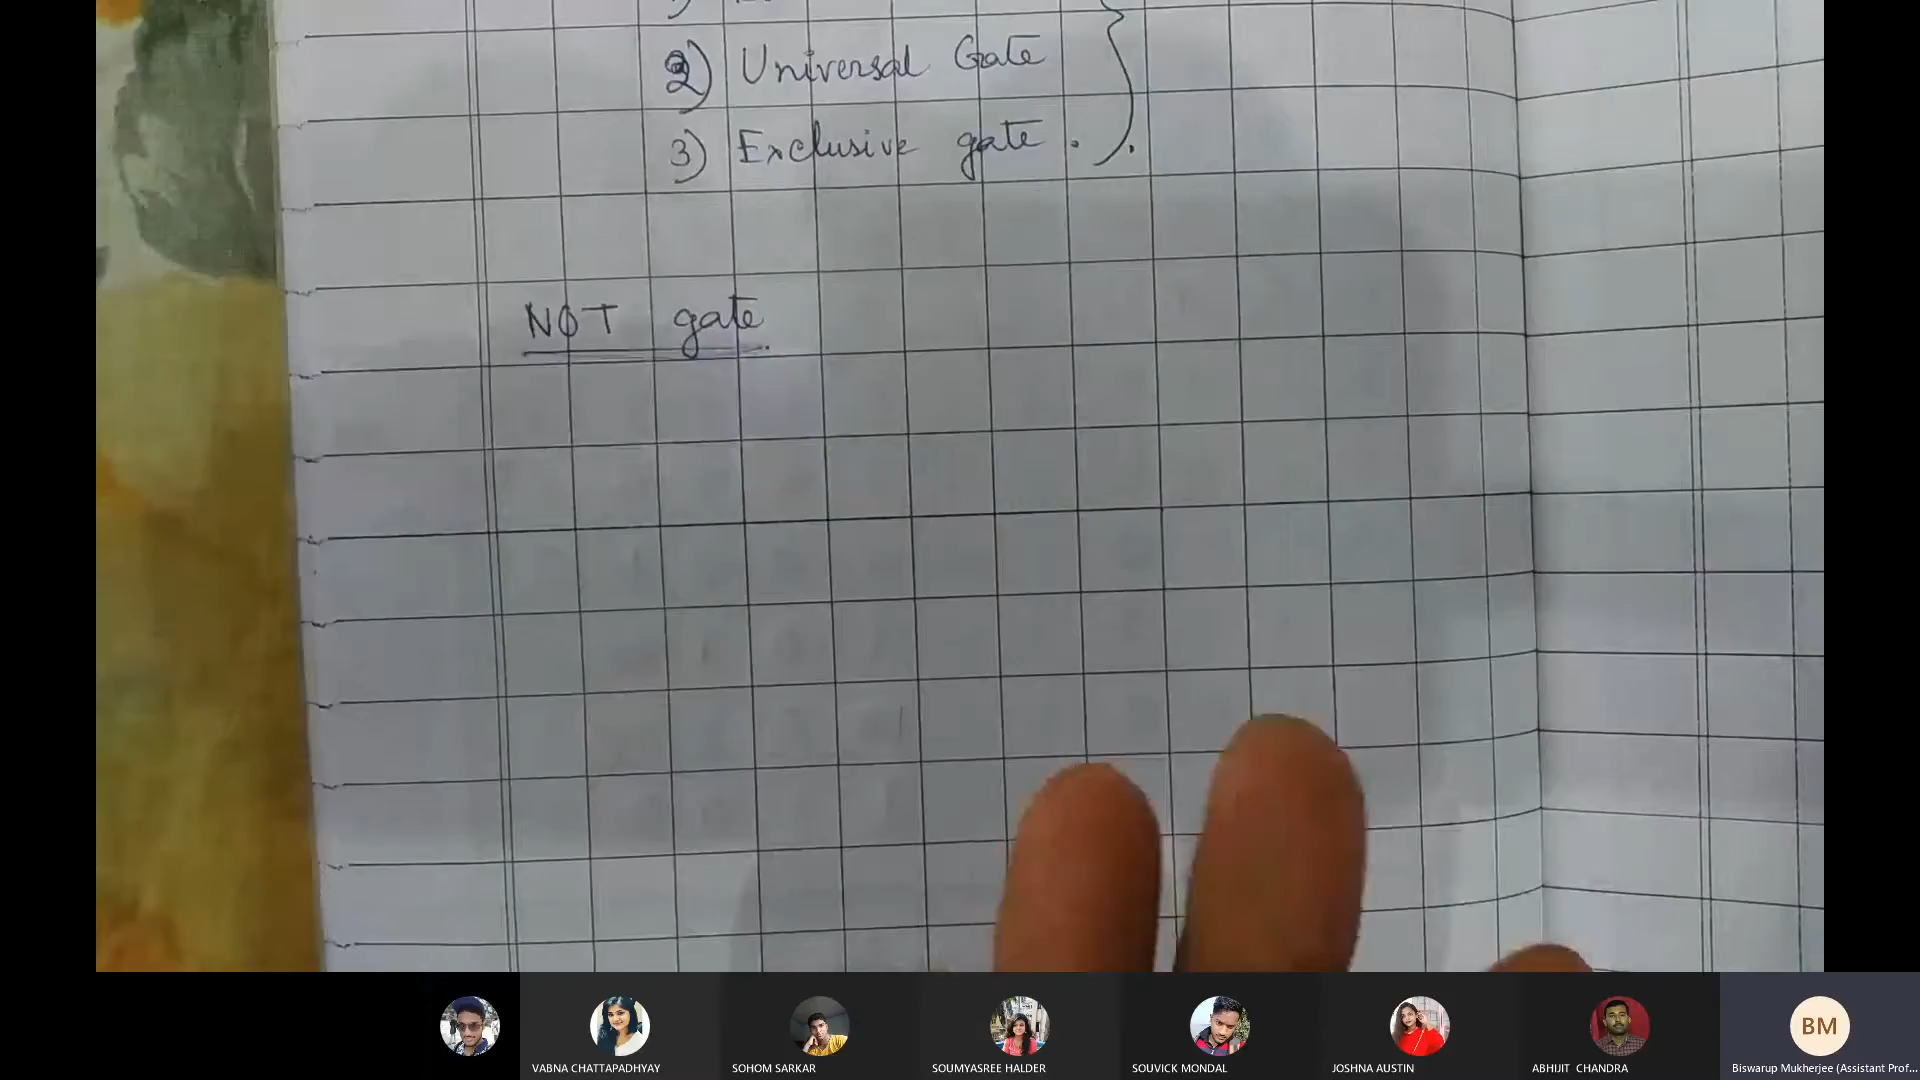 2) Universal Gate
3) Exclusive gate.
NOT gate.
VABNA CHATTAPADHYAY
SOHOM SARKAR
SOUMYASREE HALDER
SOUVICK MONDAL
JOSHNA AUSTIN
ABHIJIT CHANDRA
BM
Biswarup Mukherjee (Assistant Prof...